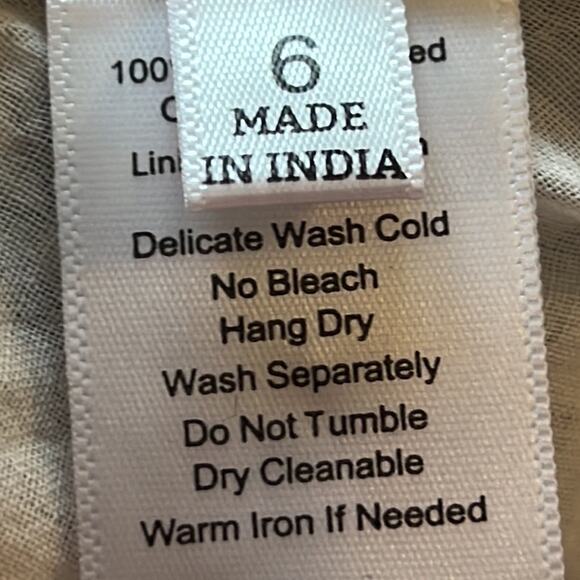 6
MADE
IN INDIA
100
Delicate Wash Cold
No Bleach
Hang Dry
Wash Separately
Do Not Tumble
Dry Cleanable
Warm Iron If Needed